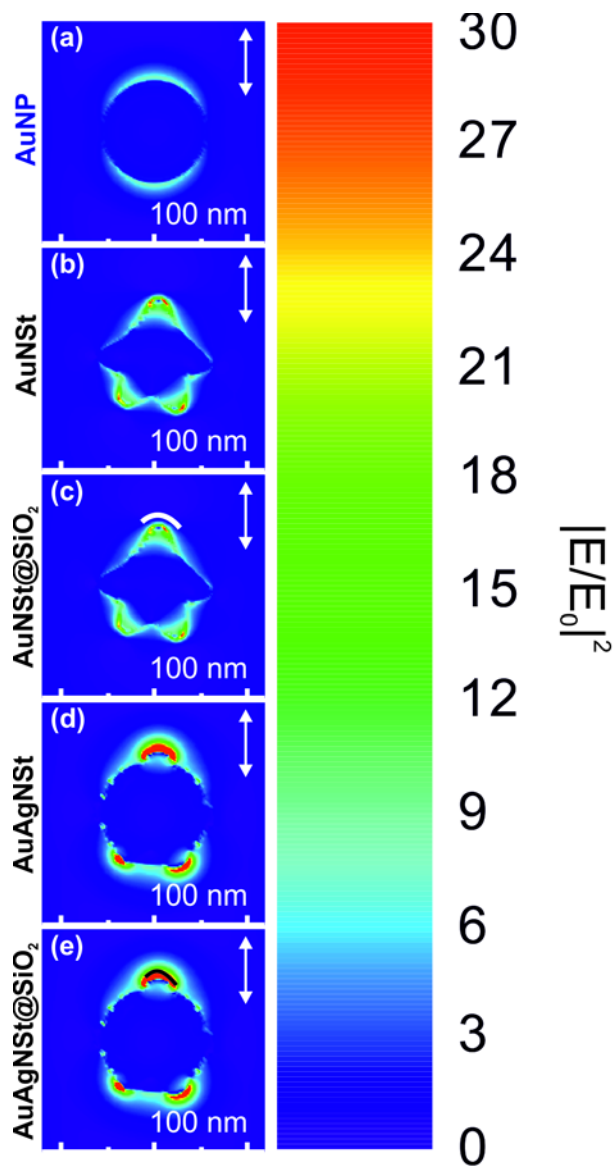 (a)
AuNP
100 nm
(b)
AuNSt
100 nm
(c)
AuNSt@SiO₂
100 nm
(d)
AuAgNSt
100 nm
(e)
AuAgNSt@SiO₂
100 nm
30
27
24
21
18
15
12
9
6
3
0
|E/E₀|²